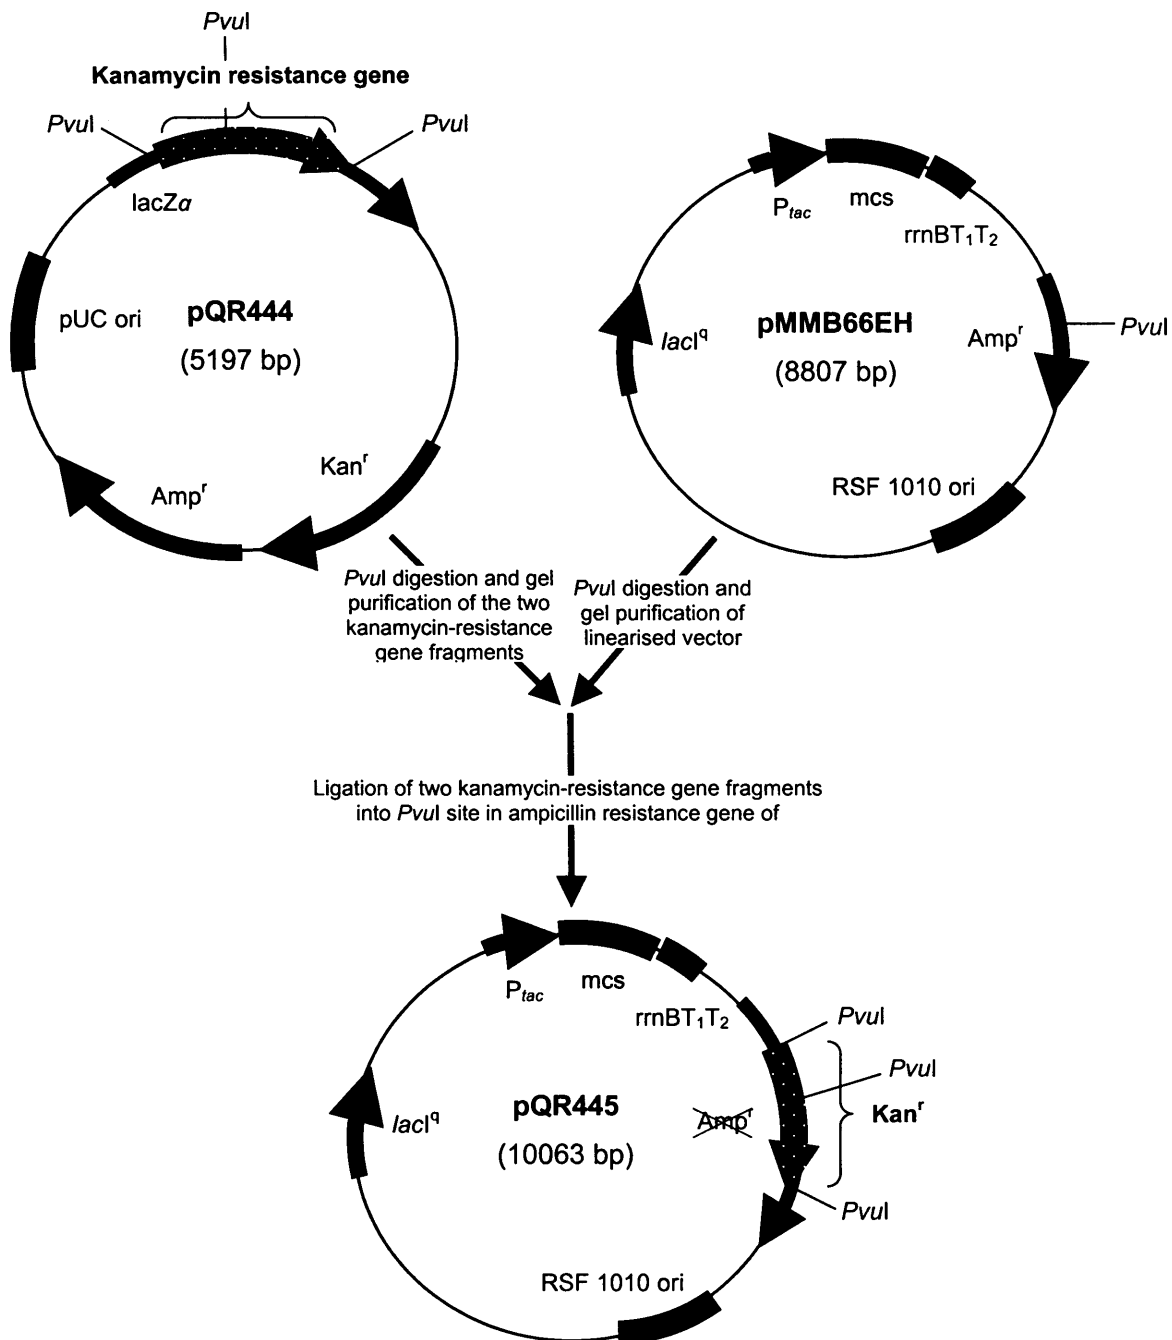 PvuI
Kanamycin resistance gene
PvuI
PvuI
lacZα
pUC ori
pQR444
(5197 bp)
Kanʳ
Ampʳ
Ptac
mcs
rrnBT₁T₂
pMMB66EH
(8807 bp)
lacIq
Ampʳ
PvuI
RSF 1010 ori
PvuI digestion and gel
purification of the two
kanamycin-resistance
gene fragments
PvuI digestion and
gel purification of
linearised vector
Ligation of two kanamycin-resistance gene fragments
into PvuI site in ampicillin resistance gene of
Ptac
mcs
rrnBT₁T₂
PvuI
PvuI
Kanʳ
Ampʳ
PvuI
lacIq
pQR445
(10063 bp)
RSF 1010 ori